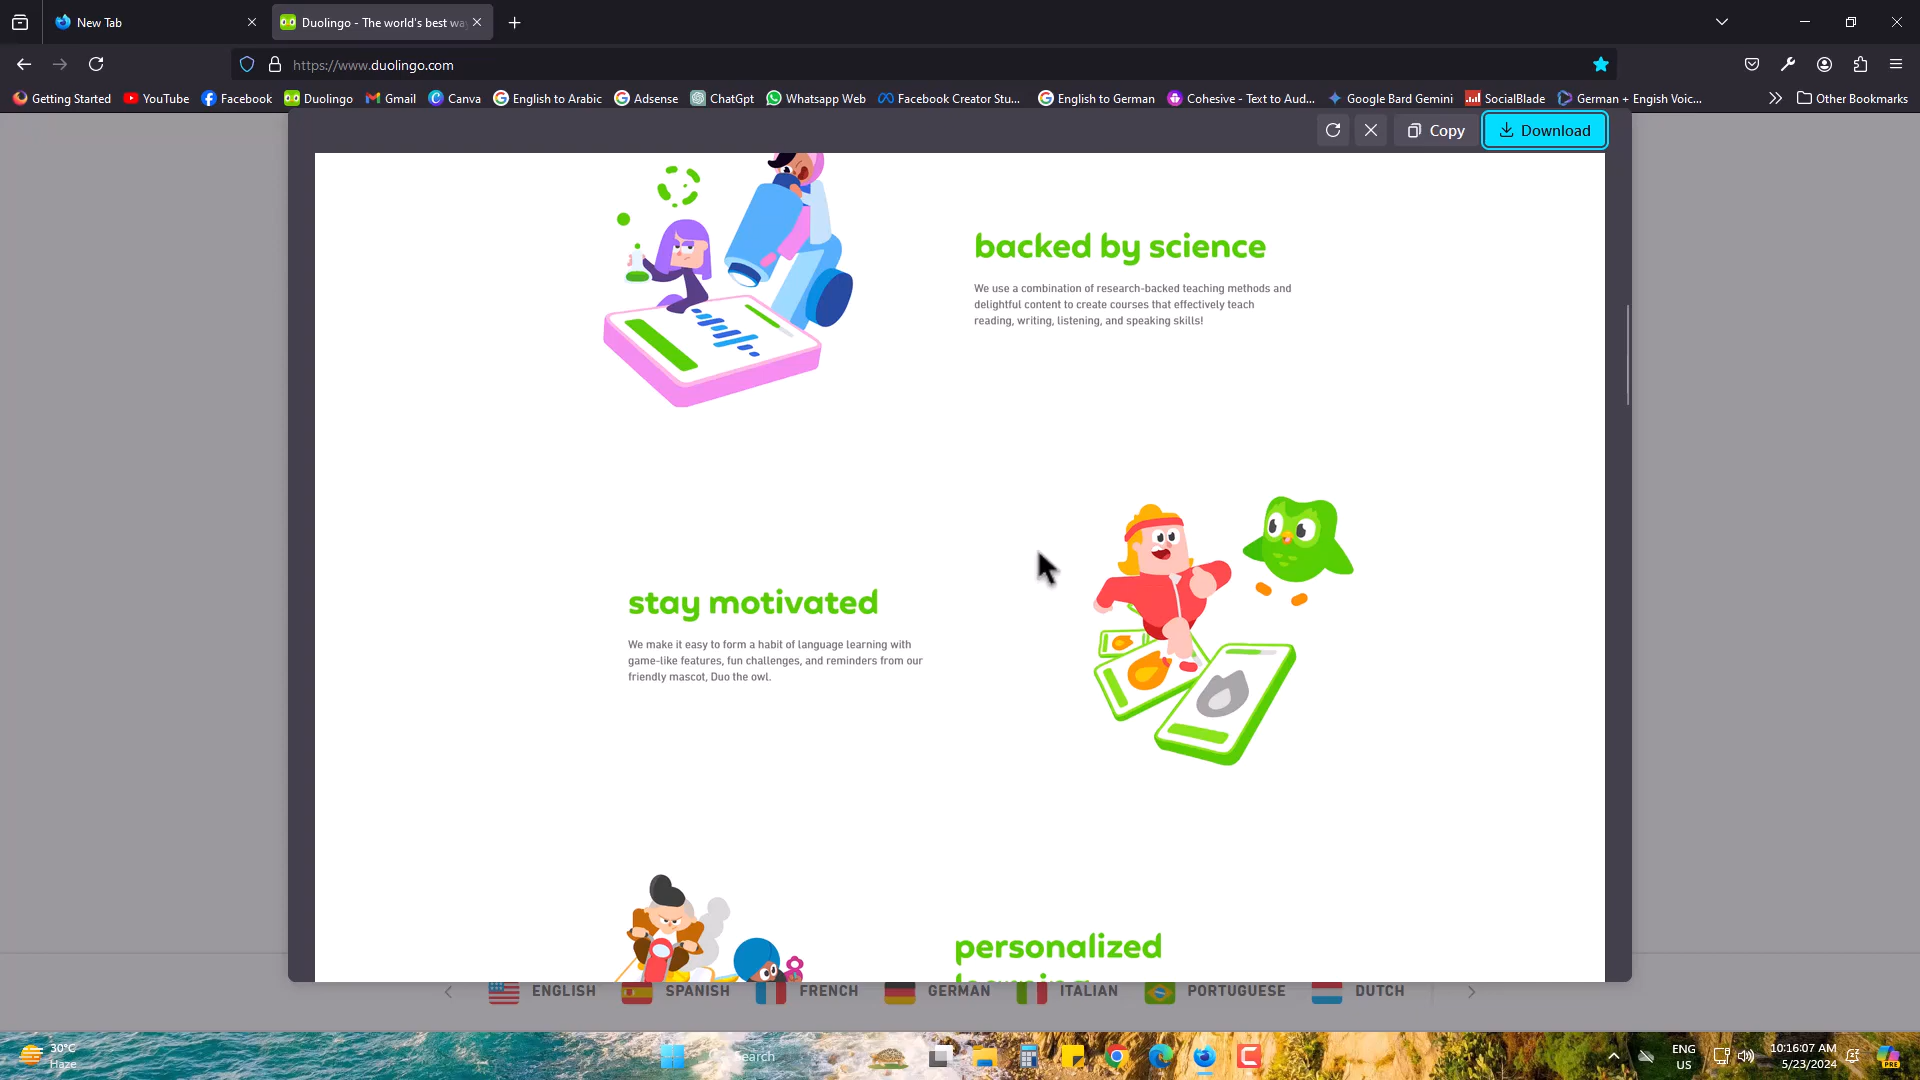 New Tab
Duolingo - The world's best wa
https://www.duolingo.com
Getting Started YouTube Facebook Duolingo Gmail Canva English to Arabic Adsense ChatGpt Whatsapp Web Facebook Creator Stu... English to German Cohesive - Text to Aud... Google Bard Gemini SocialBlade German + Engish Voic... Other Bookmarks
Copy Download
backed by science
We use a combination of research-backed teaching methods and
delightful content to create courses that effectively teach
reading, writing, listening, and speaking skills!
stay motivated
We make it easy to form a habit of language learning with
game-like features, fun challenges, and reminders from our
friendly mascot, Duo the owl.
personalized
ENGLISH SPANISH FRENCH GERMAN ITALIAN PORTUGUESE DUTCH
30°C
Haze
Search
ENG
US
10:16:07 AM
5/23/2024
PRE